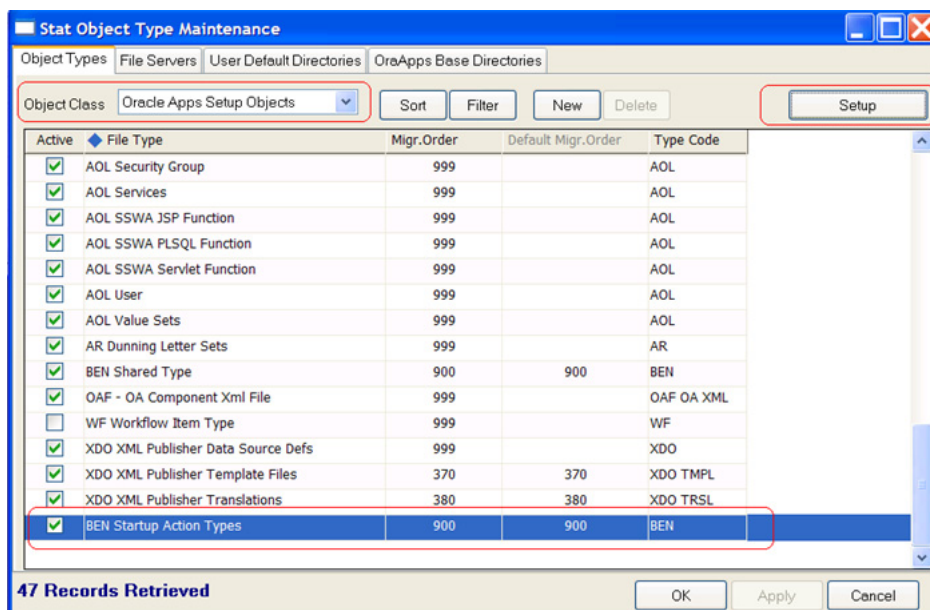 Stat Object Type Maintenance
Object Types File Servers User Default Directories OraApps Base Directories
Object Class Oracle Apps Setup Objects Sort Filter New Delete Setup
Active File Type Migr.Order Default Migr.Order Type Code
AOL Security Group 999 AOL
AOL Services 999 AOL
AOL SSWA JSP Function 999 AOL
AOL SSWA PLSQL Function 999 AOL
AOL SSWA Servlet Function 999 AOL
AOL User 999 AOL
AOL Value Sets 999 AOL
AR Dunning Letter Sets 999 AR
BEN Shared Type 900 900 BEN
OAF - OA Component Xml File 999 OAF OA XML
WF Workflow Item Type 999 WF
XDO XML Publisher Data Source Defs 999 XDO
XDO XML Publisher Template Files 370 370 XDO TMPL
XDO XML Publisher Translations 380 380 XDO TRSL
BEN Startup Action Types 900 900 BEN
47 Records Retrieved OK Apply Cancel